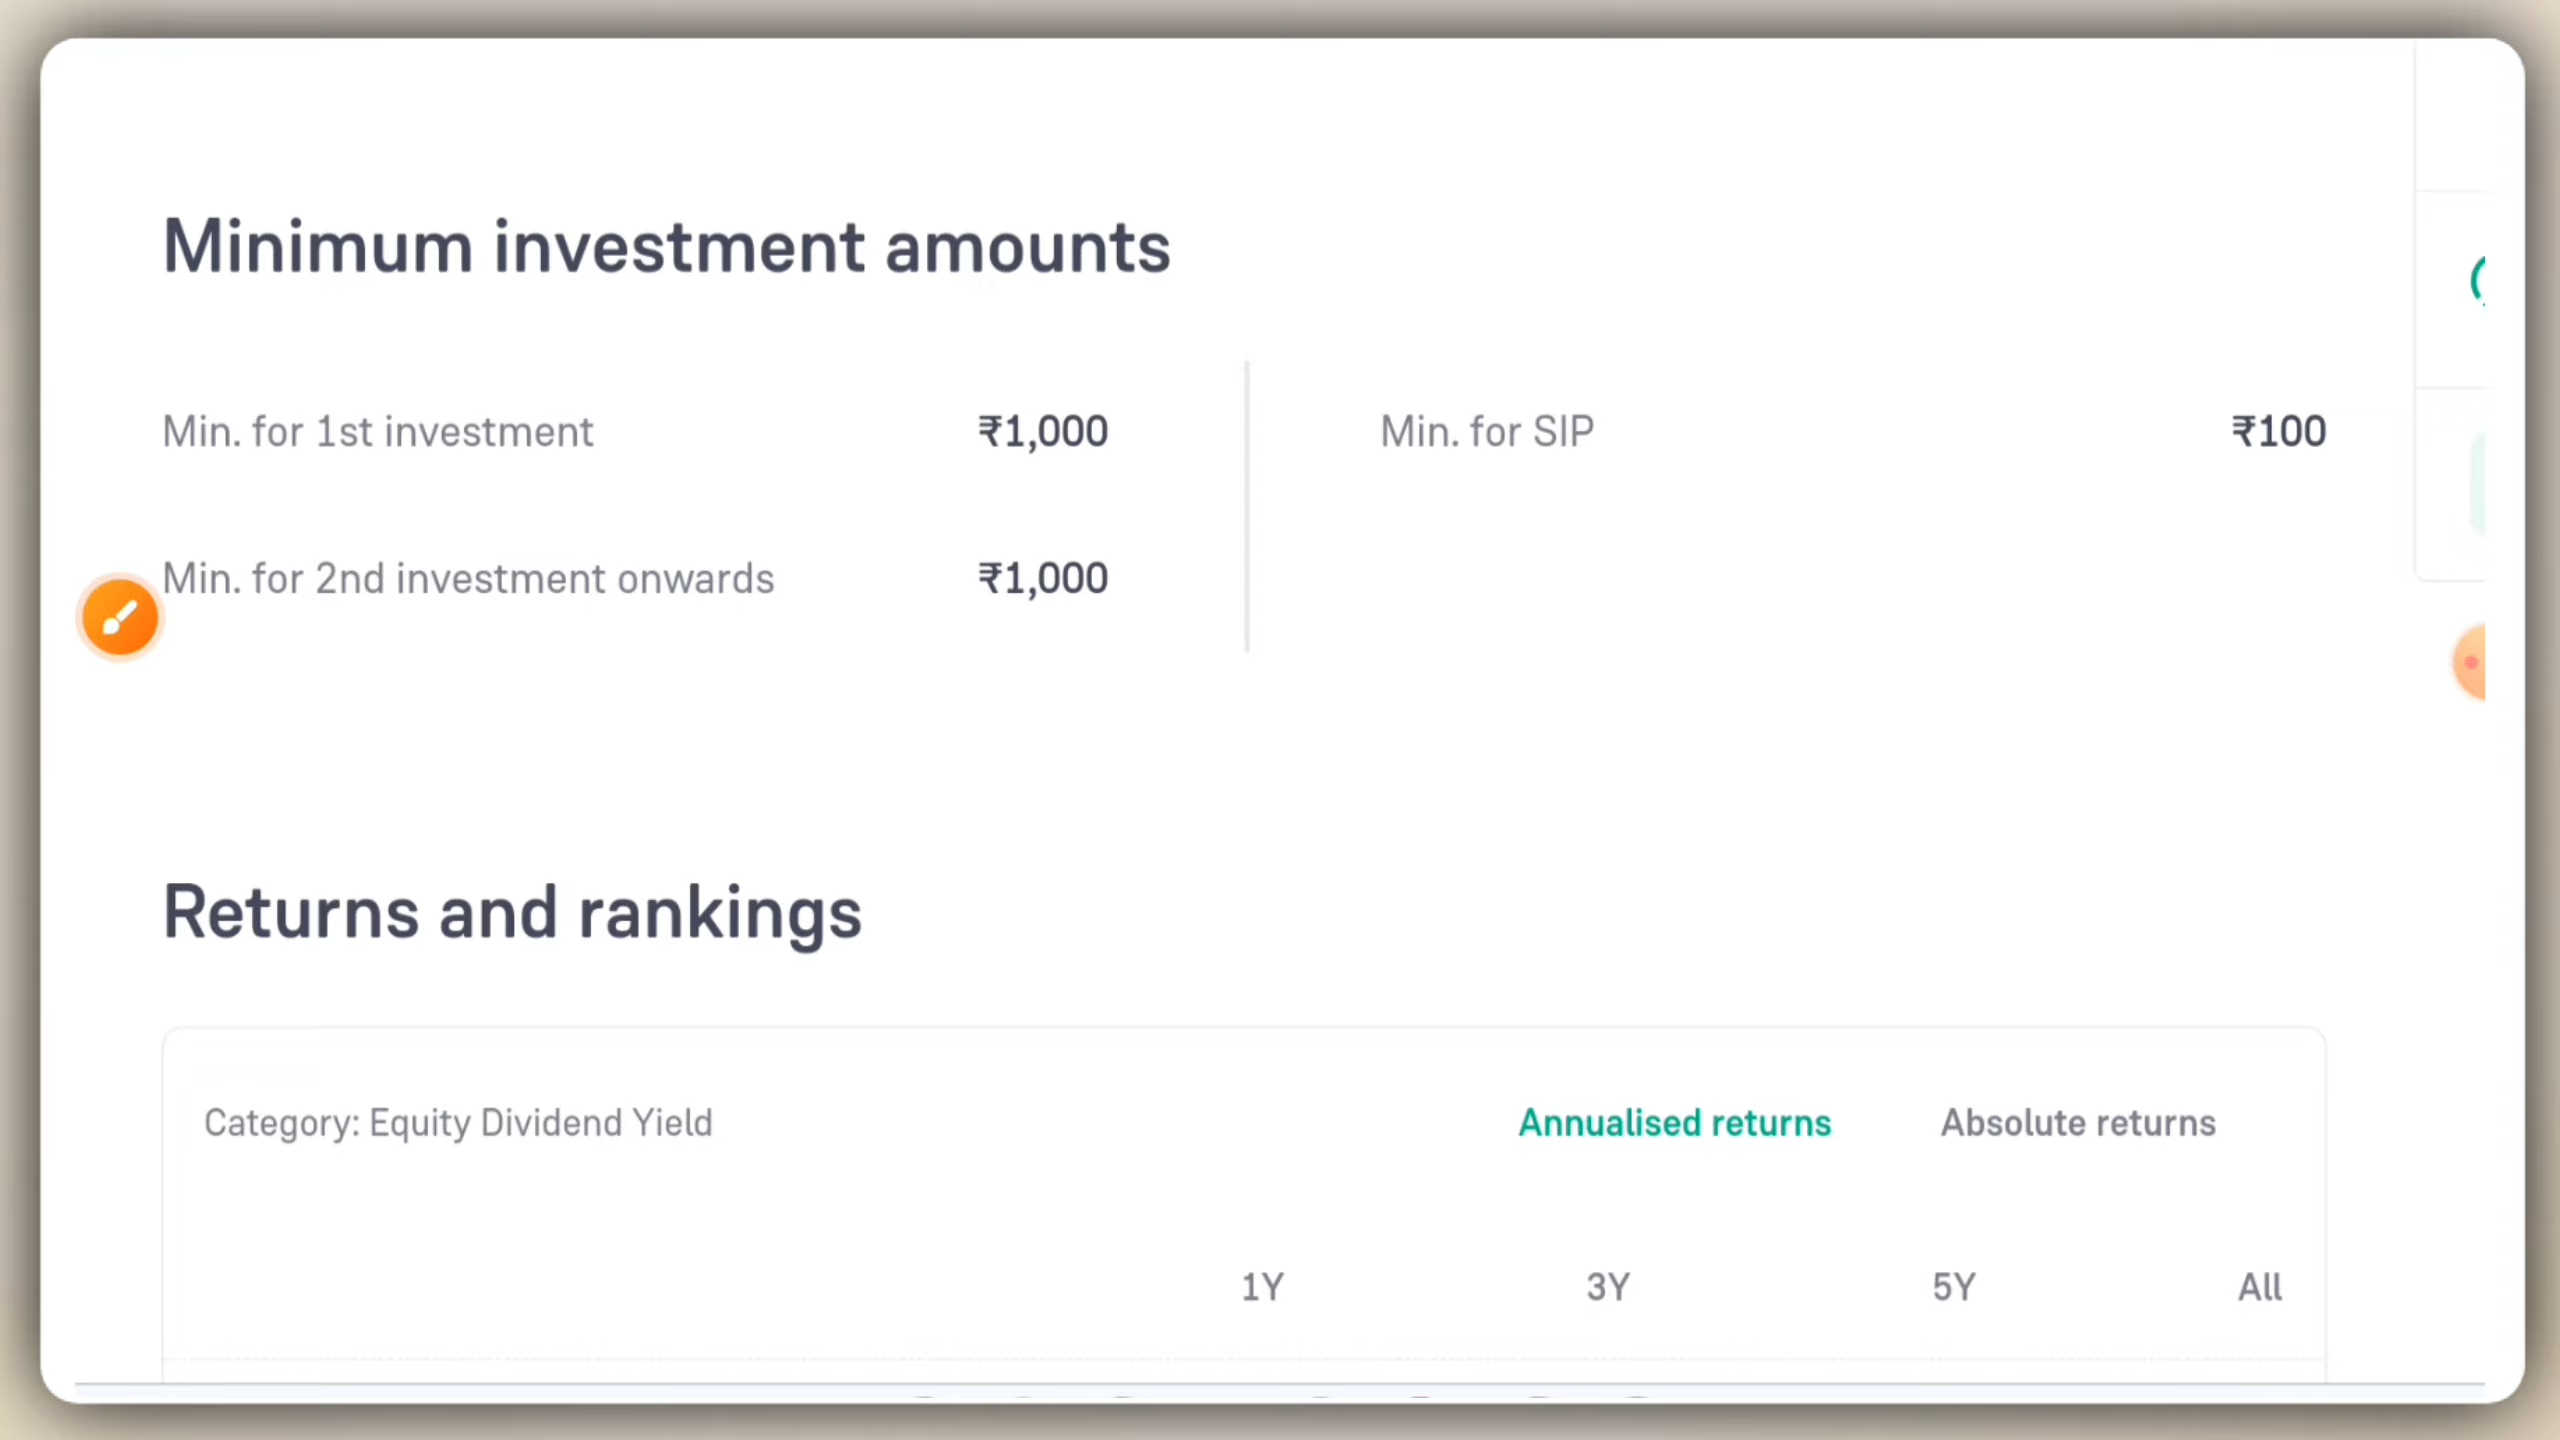 Minimum investment amounts
Min. for 1st investment ₹1,000 Min. for SIP ₹100
Min. for 2nd investment onwards ₹1,000
Returns and rankings
Category: Equity Dividend Yield Annualised returns Absolute returns
1Y 3Y 5Y All